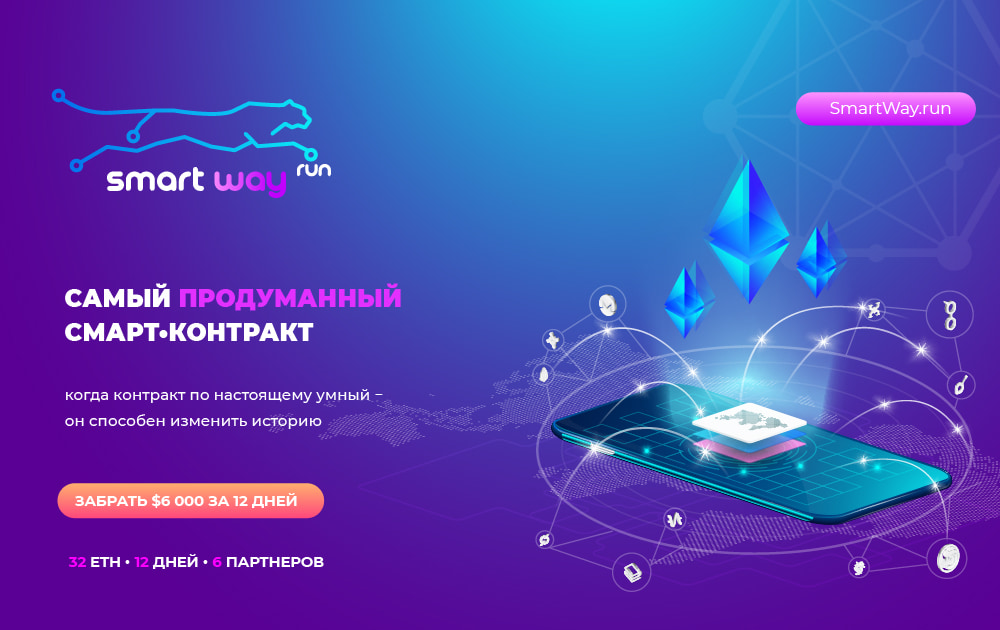 smart way run
SmartWay.run
САМЫЙ ПРОДУМАННЫЙ
СМАРТ•КОНТРАКТ
когда контракт по настоящему умный –
он способен изменить историю
ЗАБРАТЬ $6 000 ЗА 12 ДНЕЙ
32 ETH • 12 ДНЕЙ • 6 ПАРТНЕРОВ